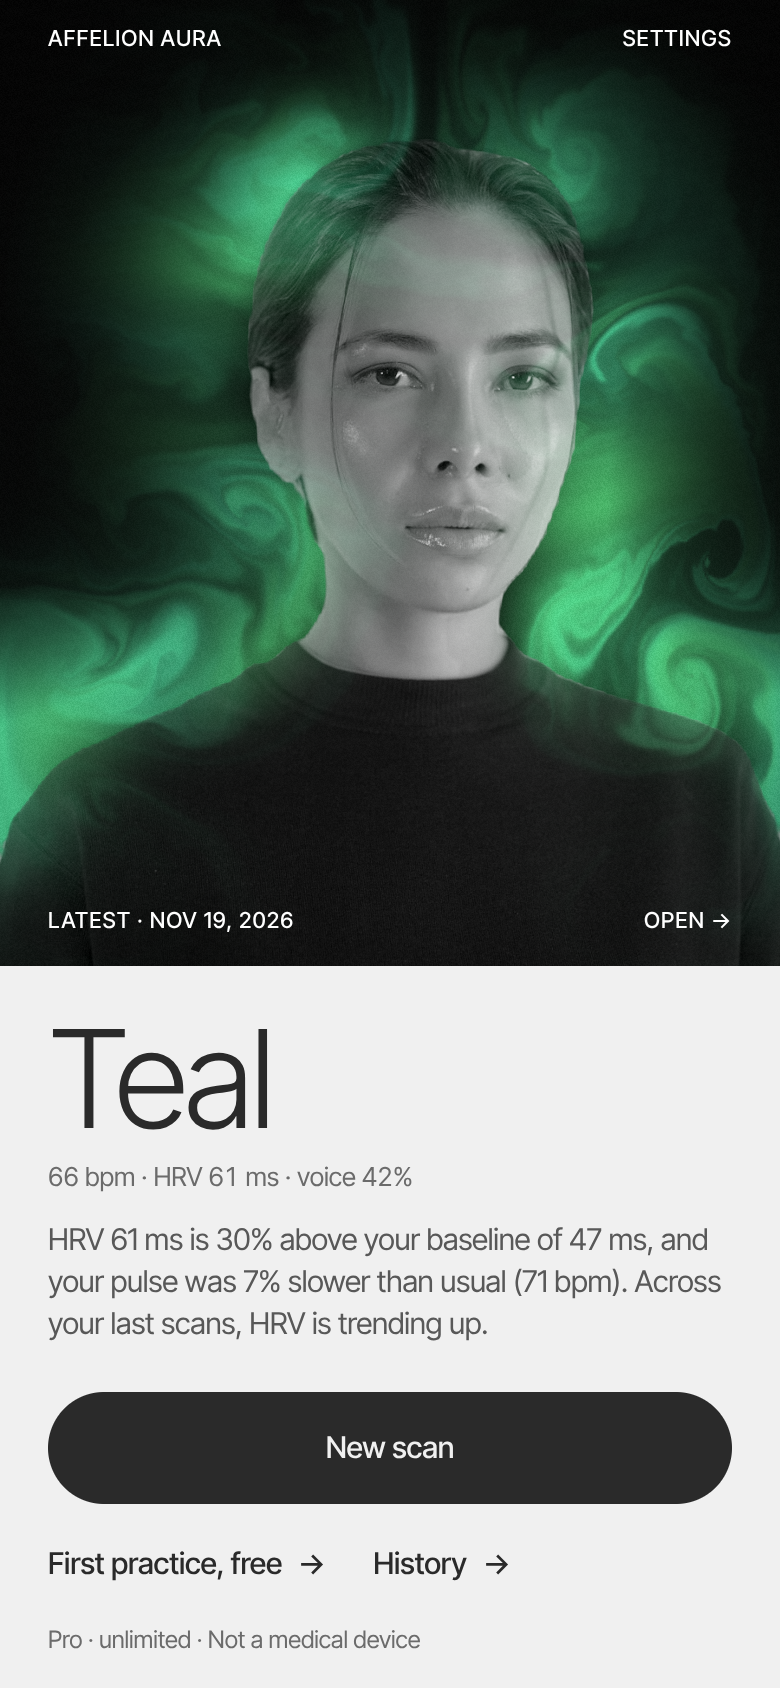 AFFELION AURA
SETTINGS
LATEST · NOV 19, 2026
OPEN →
Teal
66 bpm · HRV 61 ms · voice 42%
HRV 61 ms is 30% above your baseline of 47 ms, and
your pulse was 7% slower than usual (71 bpm). Across
your last scans, HRV is trending up.
New scan
First practice, free →
History →
Pro · unlimited · Not a medical device